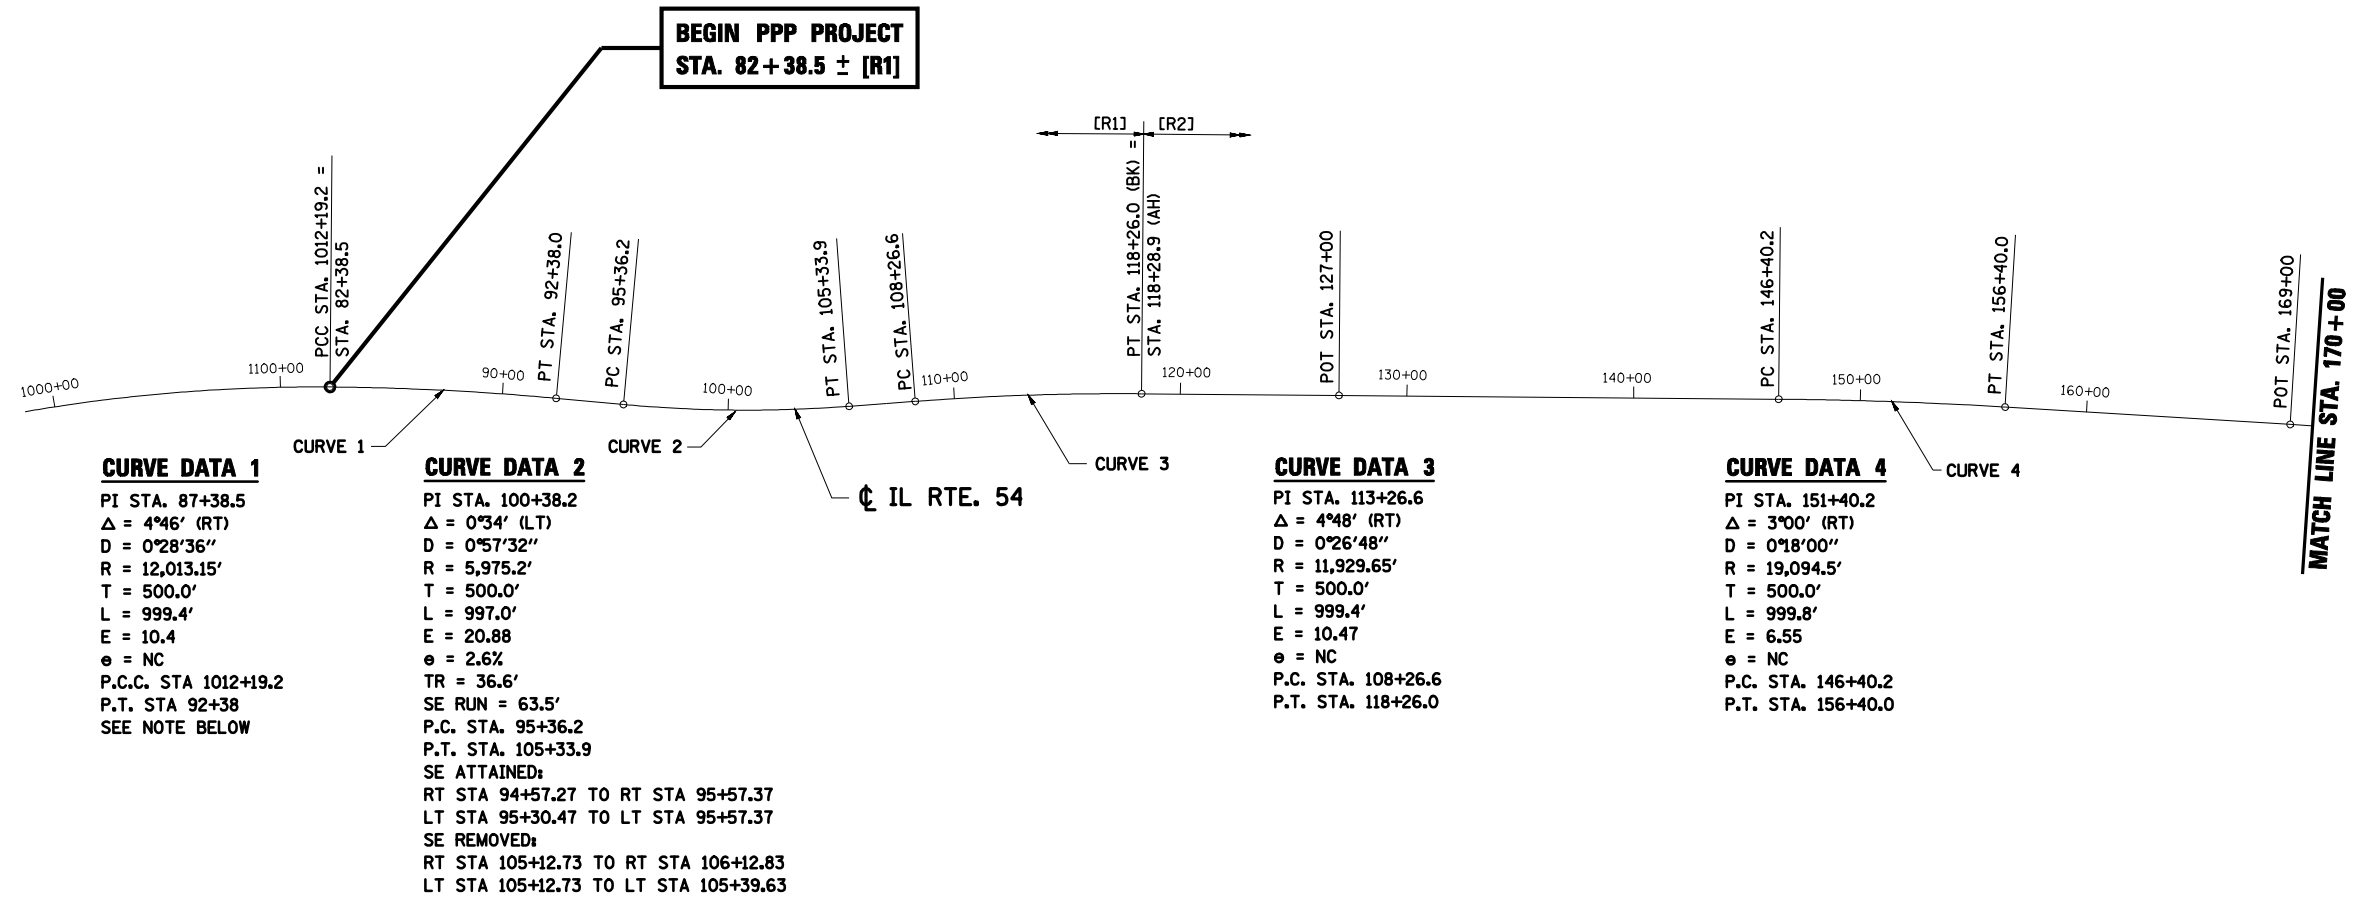 BEGIN PPP PROJECT
STA. 82+38.5 ± [R1]
[R1]
[R2]
PCC STA. 1012+19.2 =
STA. 82+38.5
PT STA. 92+38.0
PC STA. 95+36.2
PT STA. 105+33.9
PC STA. 108+26.6
PT STA. 118+26.0 (BK) =
STA. 118+28.9 (AH)
POT STA. 127+00
PC STA. 146+40.2
PT STA. 156+40.0
POT STA. 169+00
MATCH LINE STA. 170+00
1000+00
1100+00
90+00
100+00
110+00
120+00
130+00
140+00
150+00
160+00
CURVE 1
CURVE 2
CURVE 3
CURVE 4
℄ IL RTE. 54
CURVE DATA 1
PI STA. 87+38.5
Δ = 4°46' (RT)
D = 0°28'36''
R = 12,013.15'
T = 500.0'
L = 999.4'
E = 10.4
e = NC
P.C.C. STA 1012+19.2
P.T. STA 92+38
SEE NOTE BELOW
CURVE DATA 2
PI STA. 100+38.2
Δ = 0°34' (LT)
D = 0°57'32''
R = 5,975.2'
T = 500.0'
L = 997.0'
E = 20.88
e = 2.6%
TR = 36.6'
SE RUN = 63.5'
P.C. STA. 95+36.2
P.T. STA. 105+33.9
SE ATTAINED:
RT STA 94+57.27 TO RT STA 95+57.37
LT STA 95+30.47 TO LT STA 95+57.37
SE REMOVED:
RT STA 105+12.73 TO RT STA 106+12.83
LT STA 105+12.73 TO LT STA 105+39.63
CURVE DATA 3
PI STA. 113+26.6
Δ = 4°48' (RT)
D = 0°26'48''
R = 11,929.65'
T = 500.0'
L = 999.4'
E = 10.47
e = NC
P.C. STA. 108+26.6
P.T. STA. 118+26.0
CURVE DATA 4
PI STA. 151+40.2
Δ = 3°00' (RT)
D = 0°18'00''
R = 19,094.5'
T = 500.0'
L = 999.8'
E = 6.55
e = NC
P.C. STA. 146+40.2
P.T. STA. 156+40.0